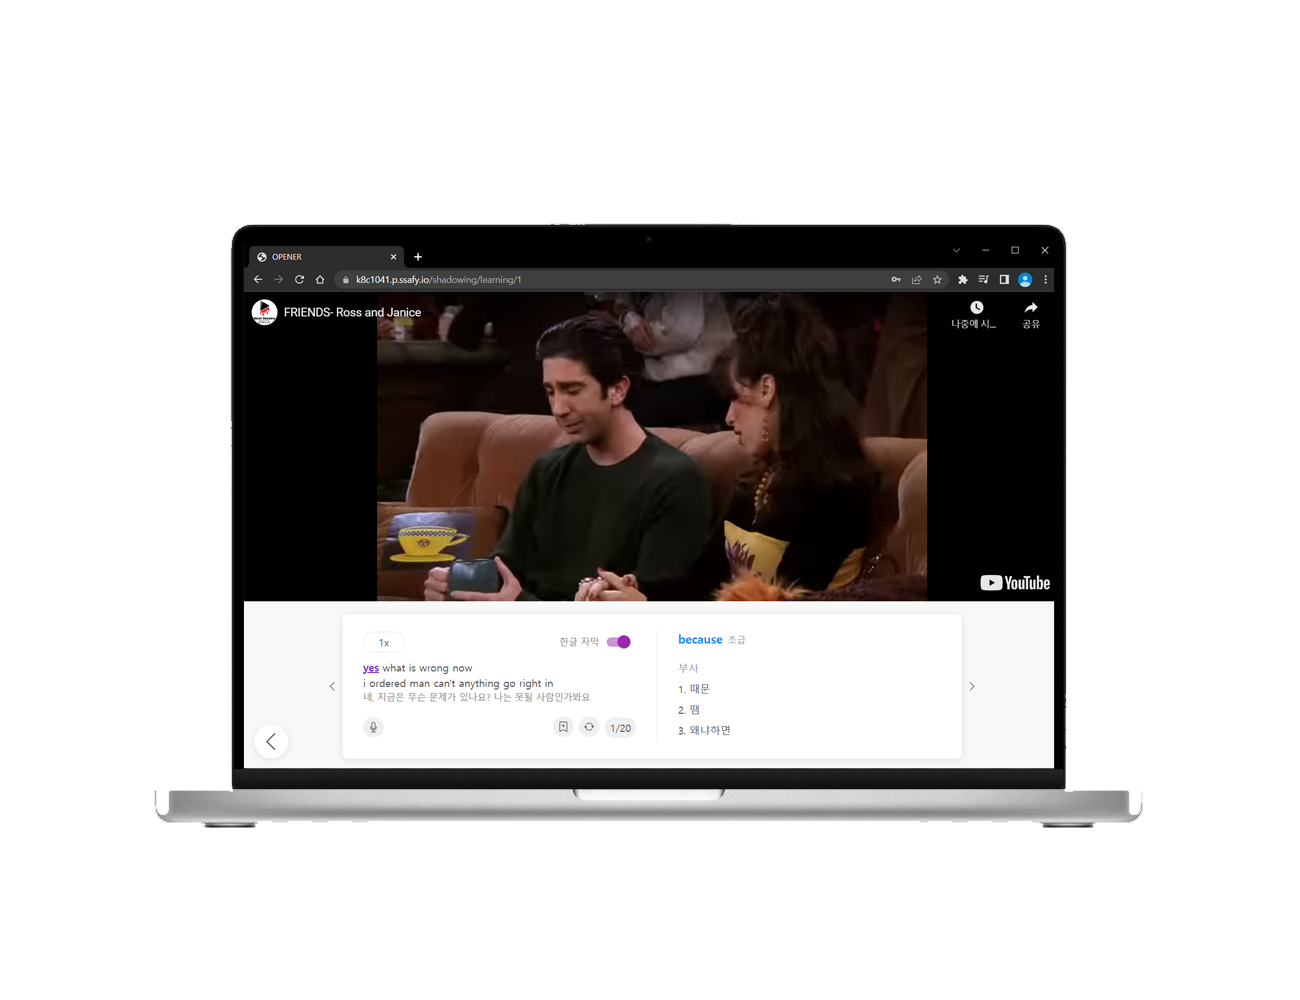 OPENER
k8c1041.p.ssafy.io/shadowing/learning/1
FRIENDS- Ross and Janice
나중에 시...
공유
YouTube
1x
한글 자막
yes what is wrong now
i ordered man can't anything go right in
네, 지금은 무슨 문제가 있나요? 나는 못될 사람인가봐요
1/20
because 초급
부사
1. 때문
2. 땜
3. 왜냐하면